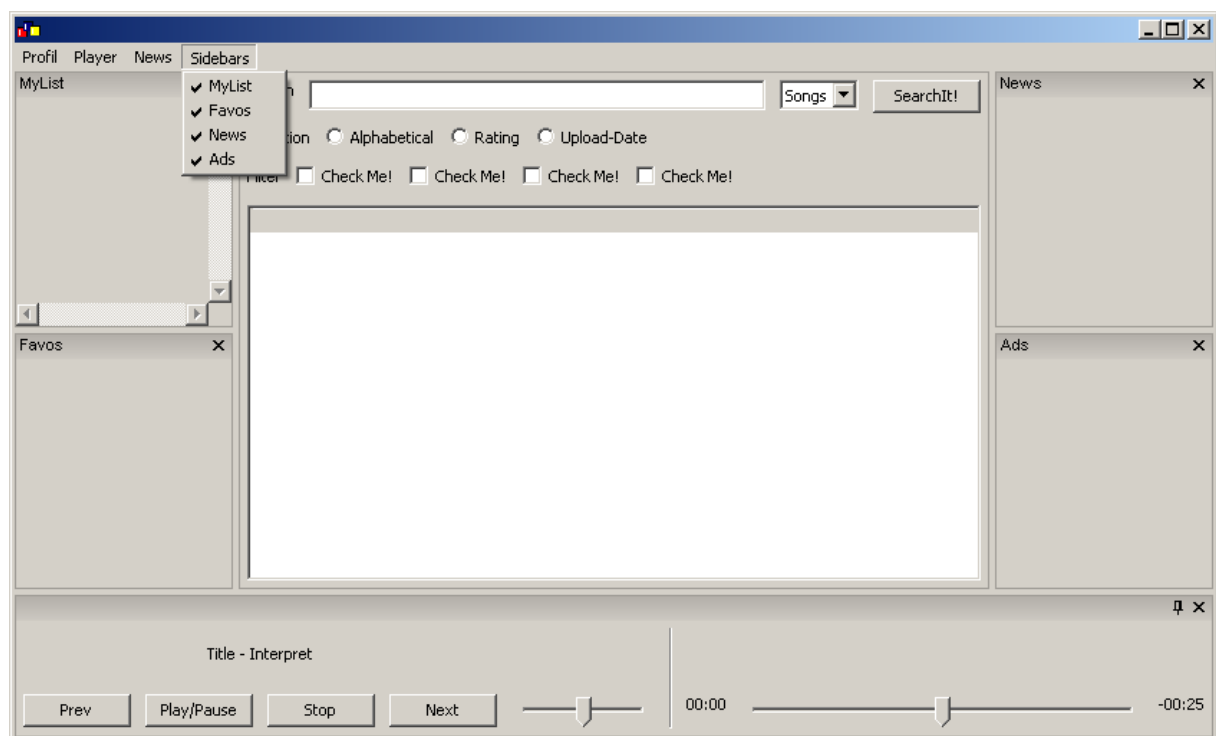 Profil Player News Sidebars
MyList
MyList
Favos
News
Ads
Songs SearchIt!
Alphabetical Rating Upload-Date
Check Me! Check Me! Check Me! Check Me!
News
Favos
Ads
Title - Interpret
Prev Play/Pause Stop Next
00:00 -00:25